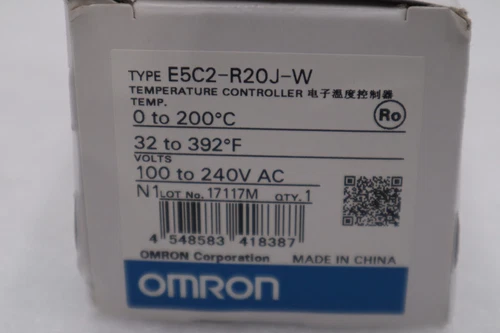 TYPE E5C2-R20J-W
TEMPERATURE CONTROLLER 电子温度控制器
TEMP.
0 to 200°C
Ro
32 to 392°F
VOLTS
100 to 240V AC
N1 LOT No. 17117M QTY. 1
4 548583 418387
OMRON Corporation MADE IN CHINA
OMRON